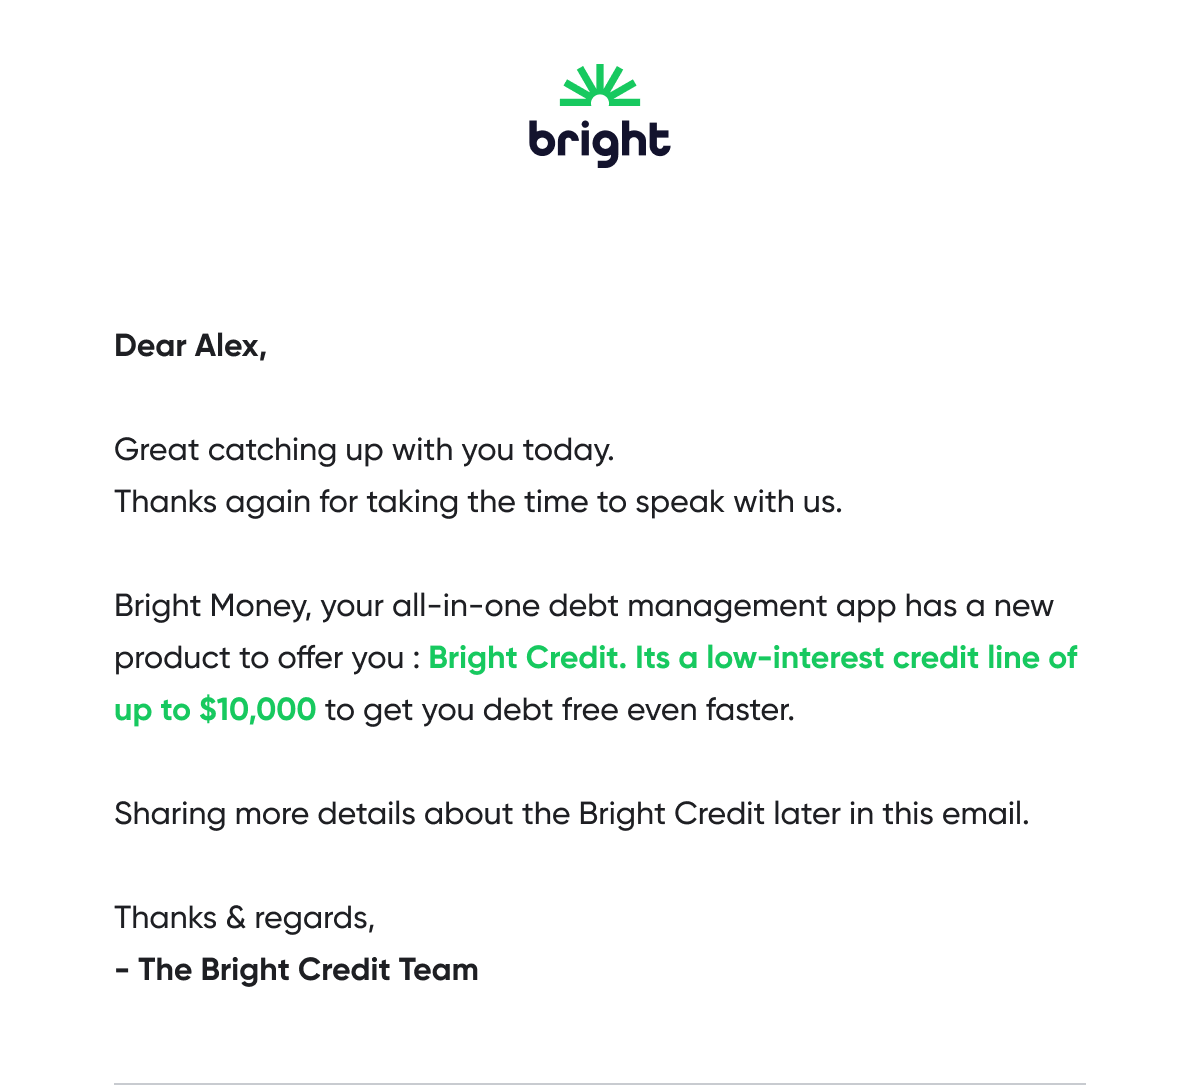 bright
Dear Alex,
Great catching up with you today.
Thanks again for taking the time to speak with us.
Bright Money, your all-in-one debt management app has a new
product to offer you : Bright Credit. Its a low-interest credit line of
up to $10,000 to get you debt free even faster.
Sharing more details about the Bright Credit later in this email.
Thanks & regards,
- The Bright Credit Team